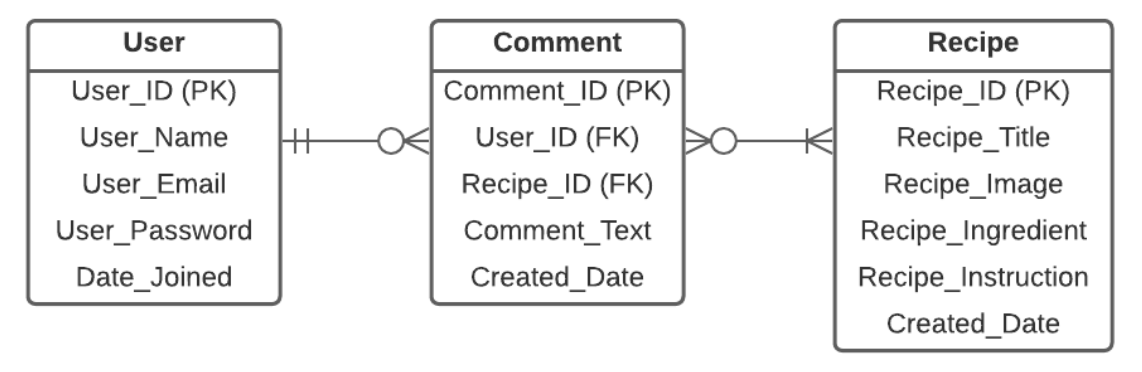 User
User_ID (PK)
User_Name
User_Email
User_Password
Date_Joined
Comment
Comment_ID (PK)
User_ID (FK)
Recipe_ID (FK)
Comment_Text
Created_Date
Recipe
Recipe_ID (PK)
Recipe_Title
Recipe_Image
Recipe_Ingredient
Recipe_Instruction
Created_Date